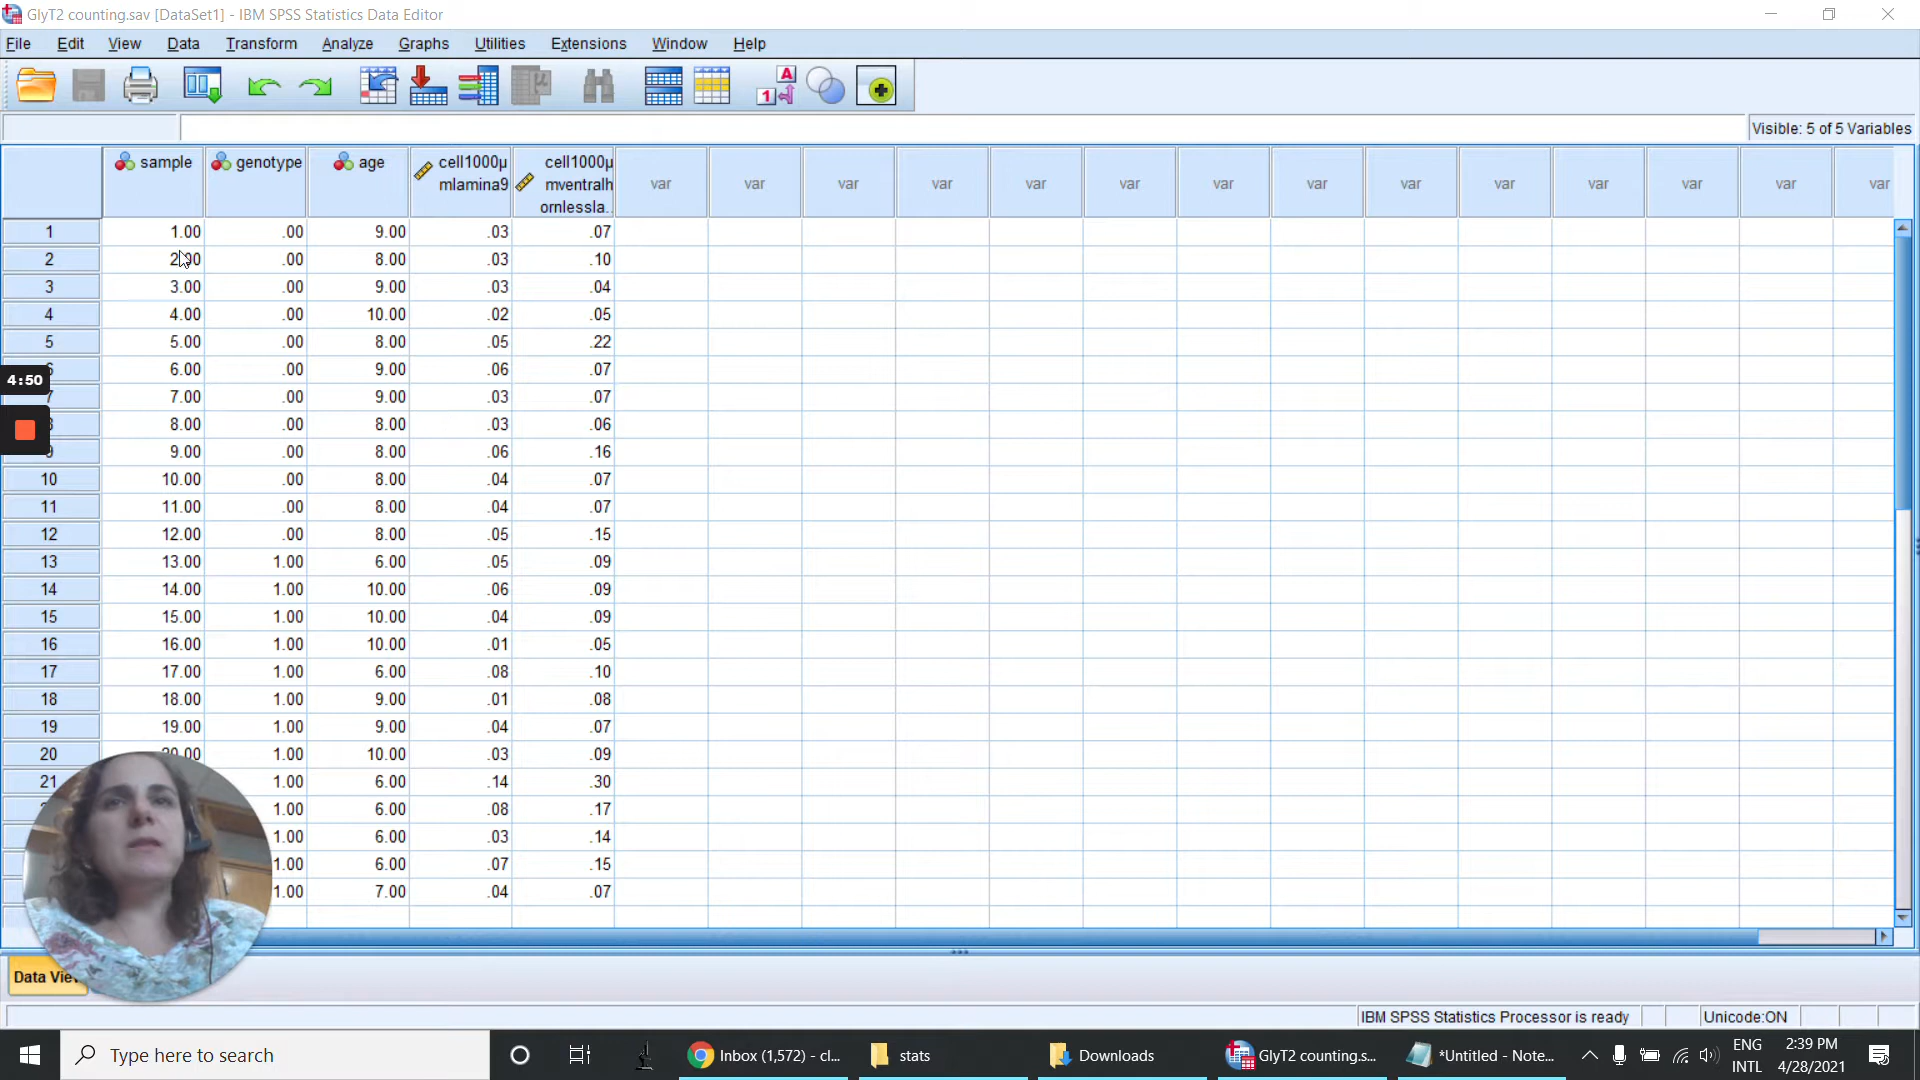 GlyT2 counting.sav [DataSet1] - IBM SPSS Statistics Data Editor
File Edit View Data Transform Analyze Graphs Utilities Extensions Window Help
Visible: 5 of 5 Variables
sample genotype age cell1000µmlamina9 cell1000µmventralhornlessla.. var var var var var var var var var var var var var var
1 1.00 .00 9.00 .03 .07
2 2.00 .00 8.00 .03 .10
3 3.00 .00 9.00 .03 .04
4 4.00 .00 10.00 .02 .05
5 5.00 .00 8.00 .05 .22
6.00 .00 9.00 .06 .07
4:50
7 7.00 .00 9.00 .03 .07
8.00 .00 8.00 .03 .06
9 9.00 .00 8.00 .06 .16
10 10.00 .00 8.00 .04 .07
11 11.00 .00 8.00 .04 .07
12 12.00 .00 8.00 .05 .15
13 13.00 1.00 6.00 .05 .09
14 14.00 1.00 10.00 .06 .09
15 15.00 1.00 10.00 .04 .09
16 16.00 1.00 10.00 .01 .05
17 17.00 1.00 6.00 .08 .10
18 18.00 1.00 9.00 .01 .08
19 19.00 1.00 9.00 .04 .07
20 20.00 1.00 10.00 .03 .09
21 1.00 6.00 .14 .30
1.00 6.00 .08 .17
1.00 6.00 .03 .14
1.00 6.00 .07 .15
1.00 7.00 .04 .07
Data View
IBM SPSS Statistics Processor is ready Unicode:ON
Type here to search
Inbox (1,572) - cl...
stats
Downloads
GlyT2 counting.s...
*Untitled - Note...
ENG
INTL
2:39 PM
4/28/2021